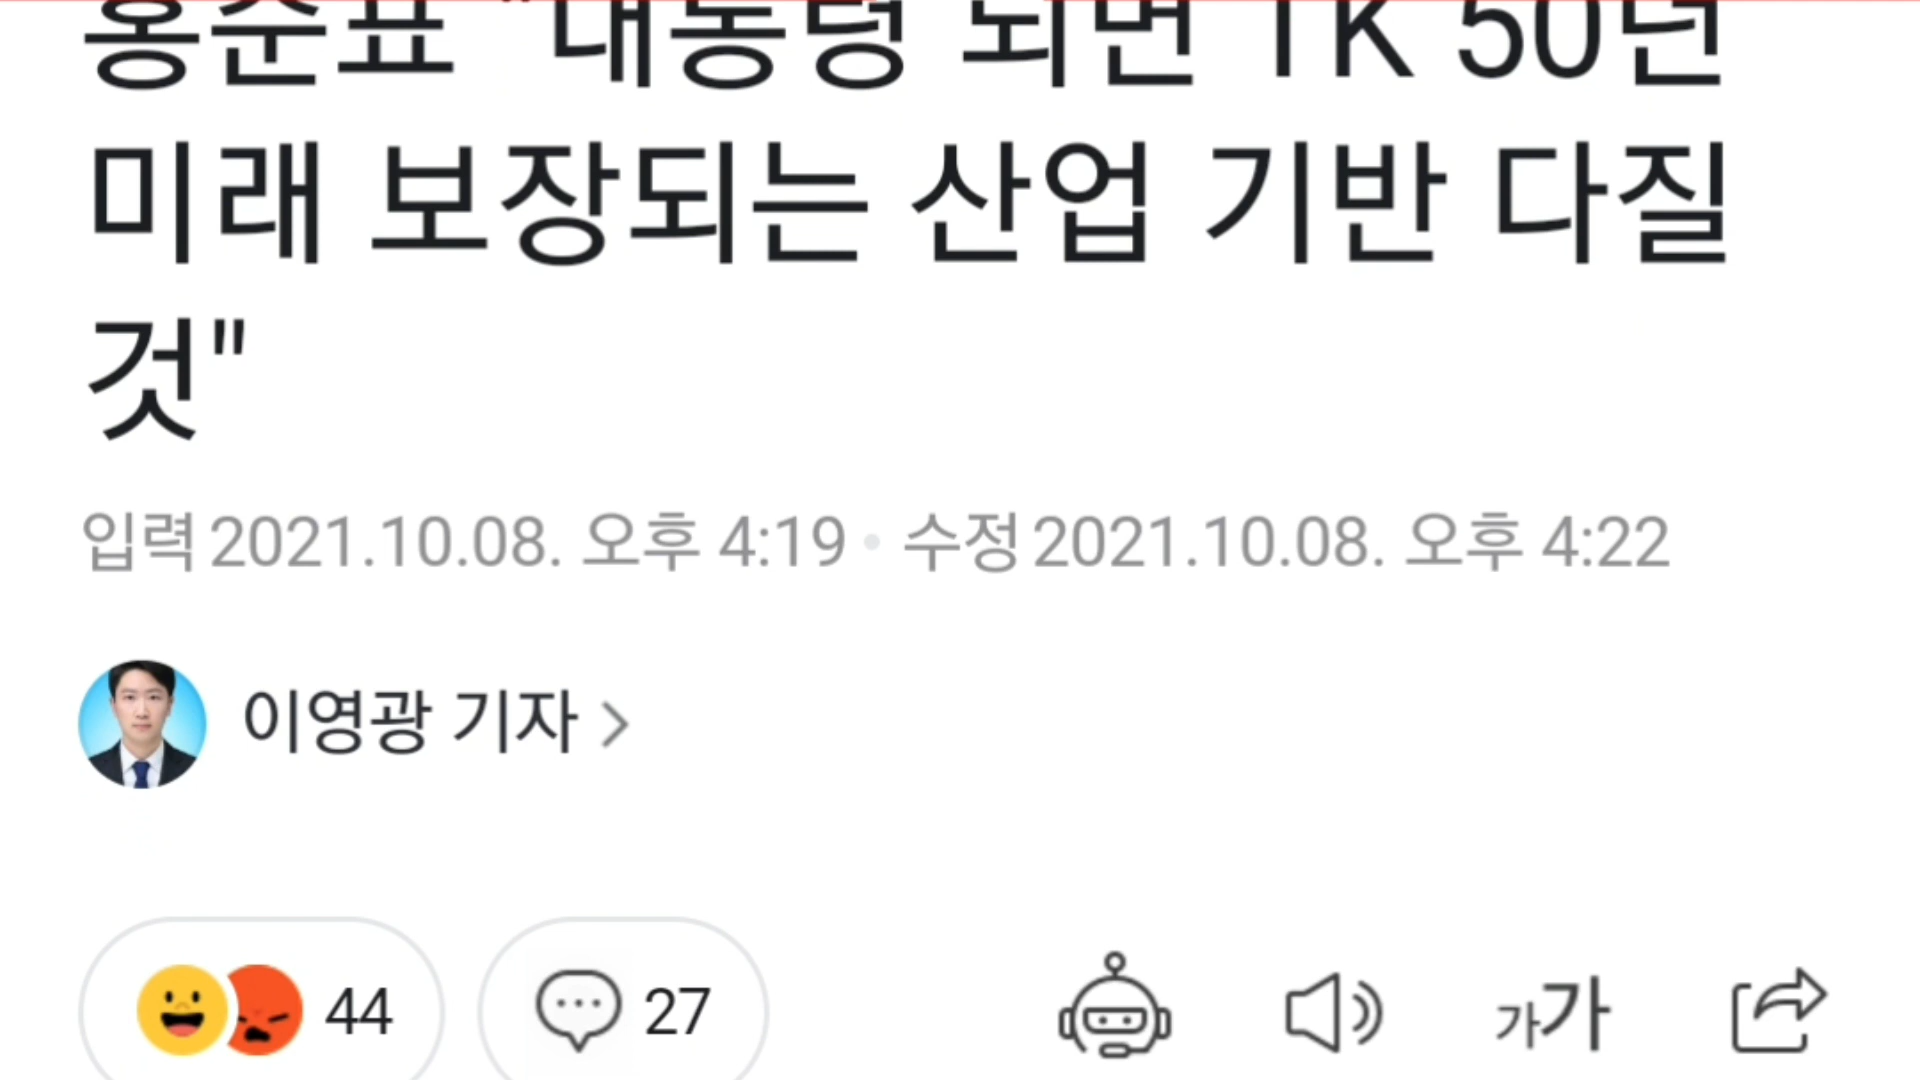 홍준표 "대통령 되면 TK 50년
미래 보장되는 산업 기반 다질
것"
입력 2021.10.08. 오후 4:19 · 수정 2021.10.08. 오후 4:22
이영광 기자
44
27
가가